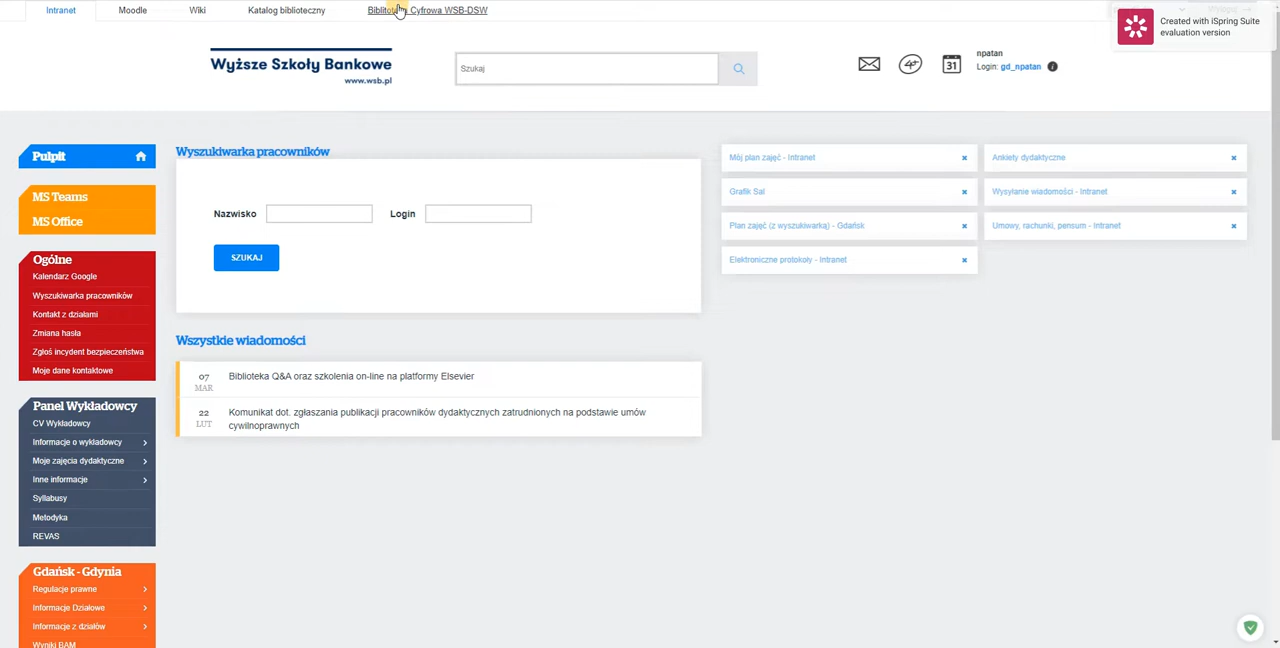 Intranet Moodle Wiki Katalog biblioteczny Cyfrowa WSB-DSW
Created with iSpring Suite
evaluation version
Wyższe Szkoły Bankowe
www.wsb.pl
Szukaj
31
npatan
Login: gd_npatan
Pulpit
MS Teams
MS Office
Ogólne
Kalendarz Google
Wyszukiwarka pracowników
Kontakt z działami
Zmiana hasła
Zgłoś incydent bezpieczeństwa
Moje dane kontaktowe
Panel Wykładowcy
CV Wykładowcy
Informacje o wykładowcy
Moje zajęcia dydaktyczne
Inne informacje
Syllabusy
Metodyka
REVAS
Gdańsk - Gdynia
Regulacje prawne
Informacje Działowe
Informacje z działów
Wyniki BAM
Wyszukiwarka pracowników
Nazwisko Login
SZUKAJ
Wszystkie wiadomości
07 Biblioteka Q&A oraz szkolenia on-line na platformy Elsevier
MAR
22 Komunikat dot. zgłaszania publikacji pracowników dydaktycznych zatrudnionych na podstawie umów
LUT cywilnoprawnych
Mój plan zajęć - Intranet
Ankiety dydaktyczne
Grafik Sal
Wysyłanie wiadomości - Intranet
Plan zajęć (z wyszukiwarką) - Gdańsk
Umowy, rachunki, pensum - Intranet
Elektroniczne protokoły - Intranet